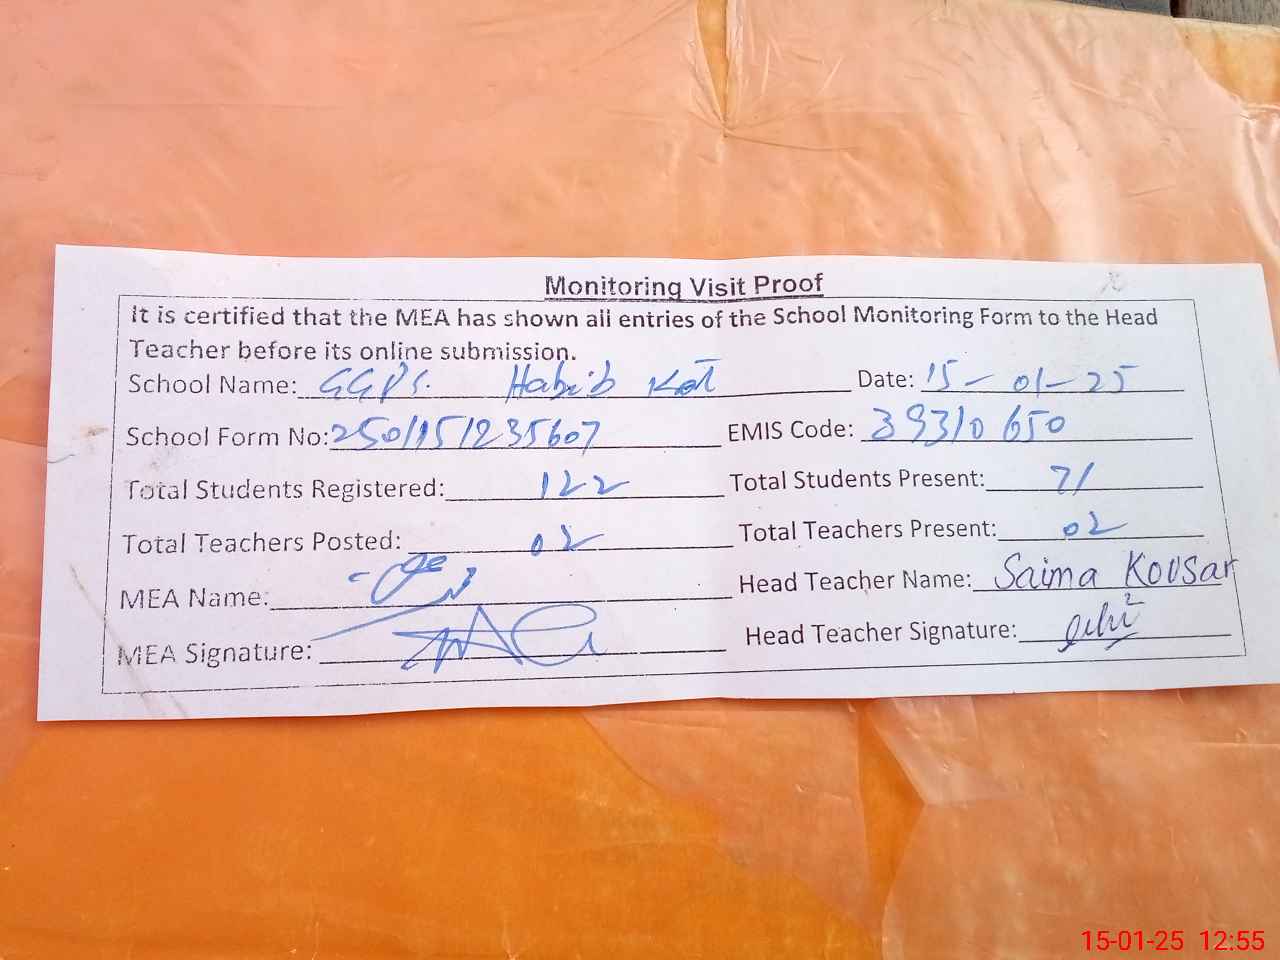 Monitoring Visit Proof
It is certified that the MEA has shown all entries of the School Monitoring Form to the Head
Teacher before its online submission.
School Name: GGPS. Habib Kot Date: 15-01-25
School Form No: 2501151235607 EMIS Code: 39310650
Total Students Registered: 122 Total Students Present: 71
Total Teachers Posted: 02 Total Teachers Present: 02
MEA Name: Head Teacher Name: Saima Kousar
MEA Signature: Head Teacher Signature:
15-01-25 12:55